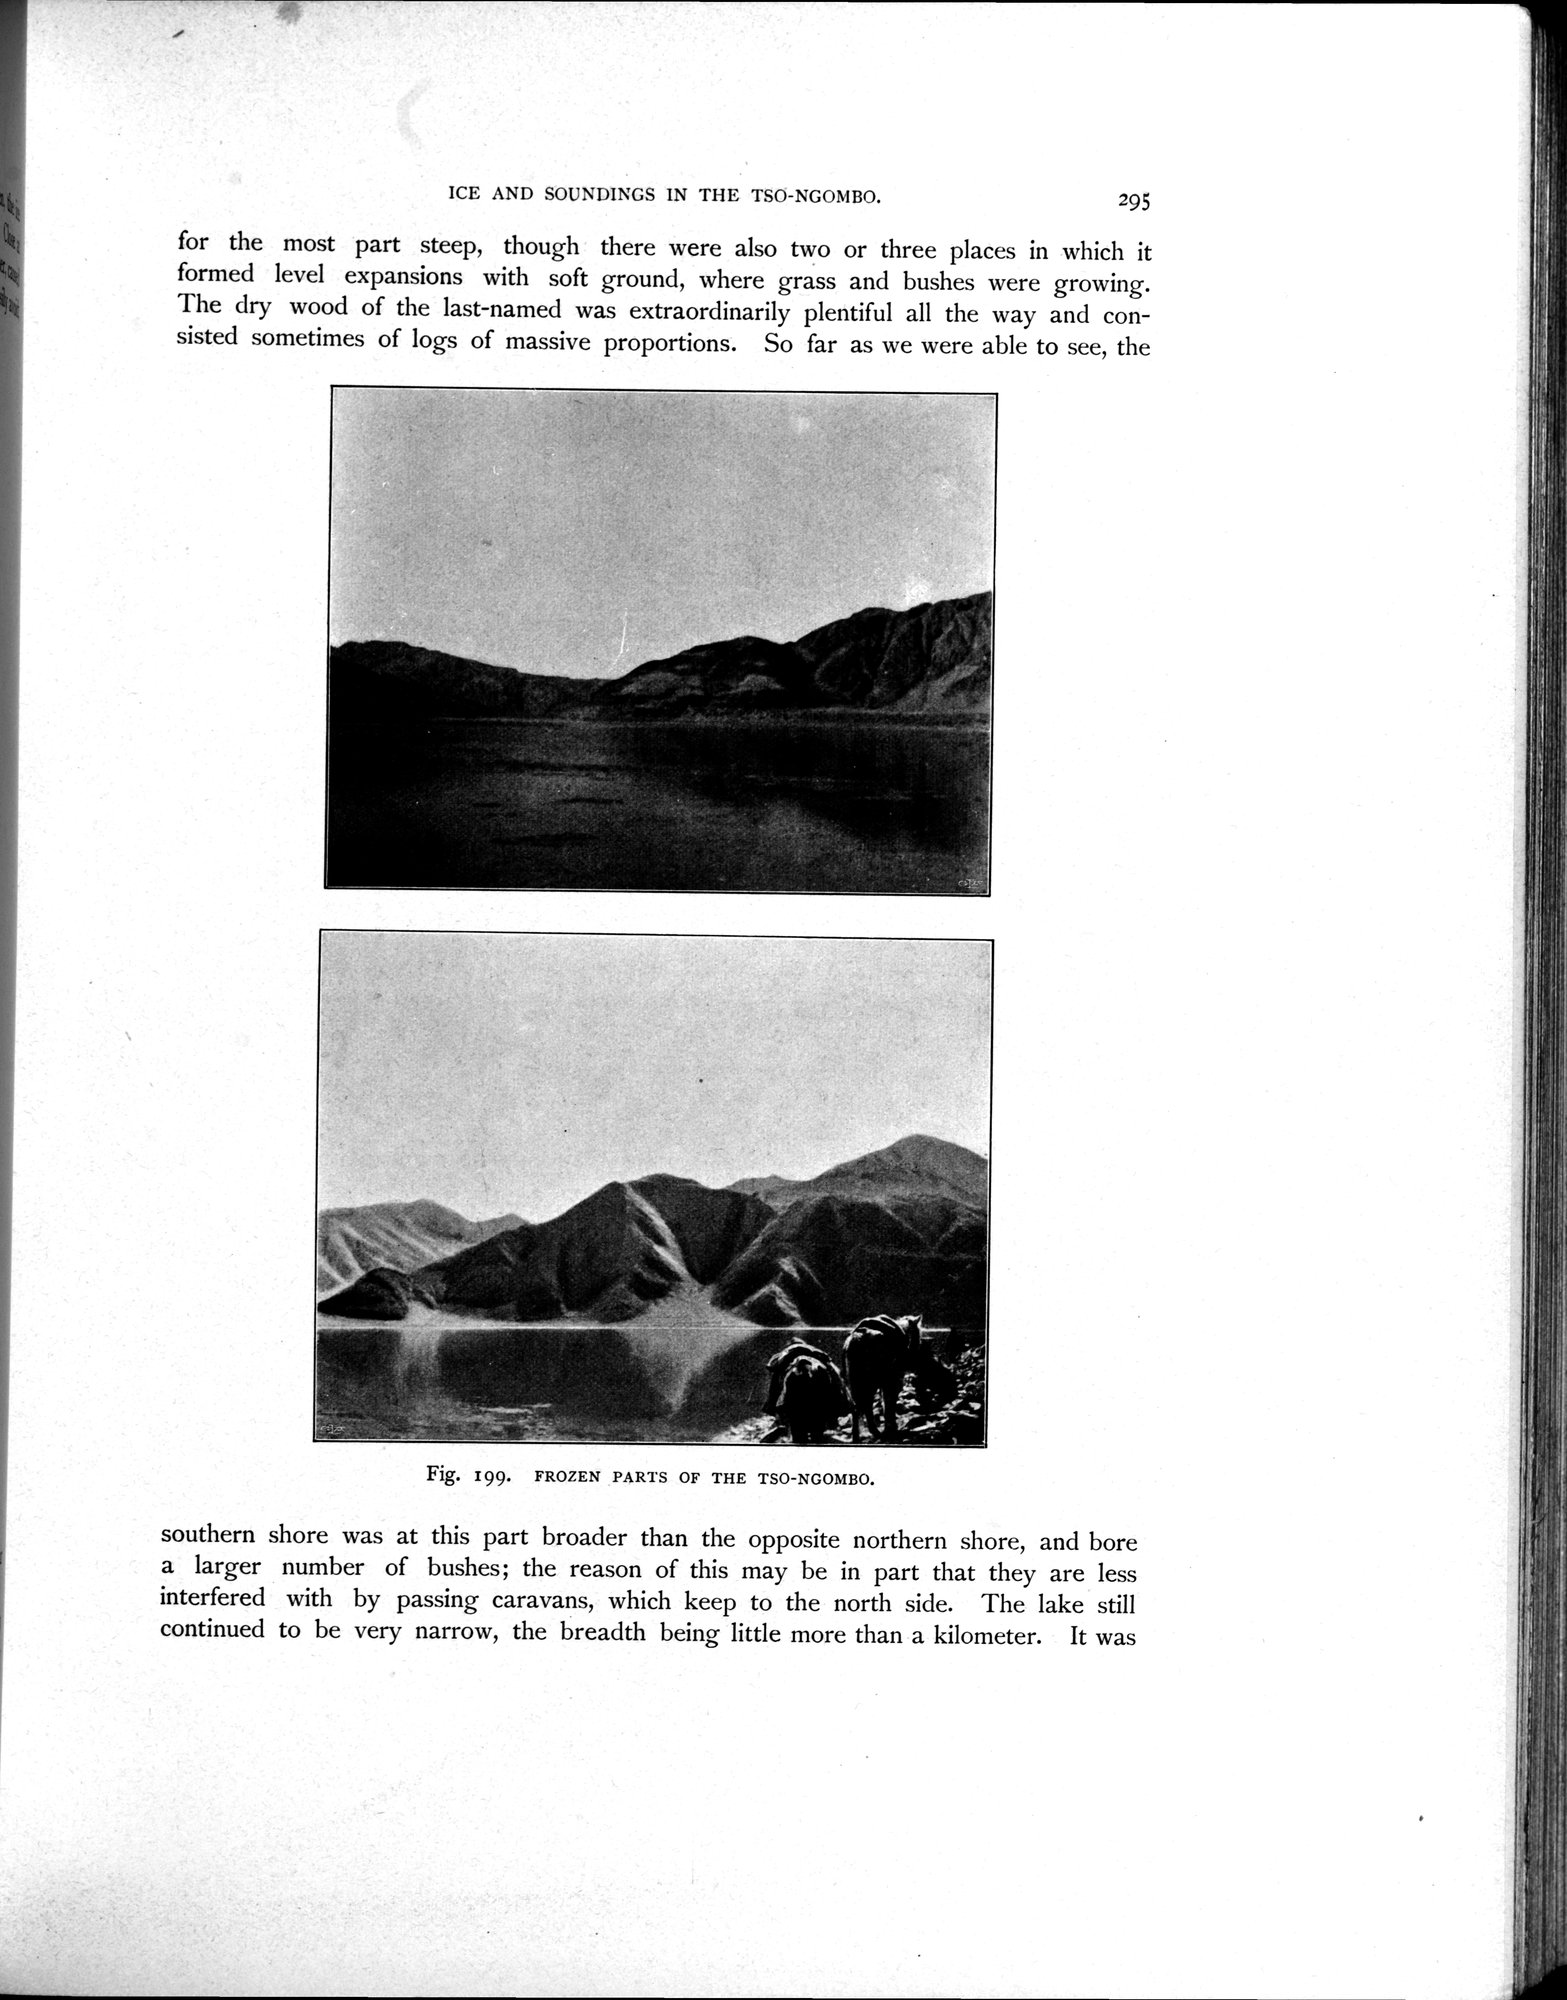 ICE AND SOUNDINGS IN THE TSO-NGOMBO. 295
for the most part steep, though there were also two or three places in which it
formed level expansions with soft ground, where grass and bushes were growing.
The dry wood of the last-named was extraordinarily plentiful all the way and con-
sisted sometimes of logs of massive proportions. So far as we were able to see, the
Fig. 199. FROZEN PARTS OF THE TSO-NGOMBO.
southern shore was at this part broader than the opposite northern shore, and bore
a larger number of bushes; the reason of this may be in part that they are less
interfered with by passing caravans, which keep to the north side. The lake still
continued to be very narrow, the breadth being little more than a kilometer. It was